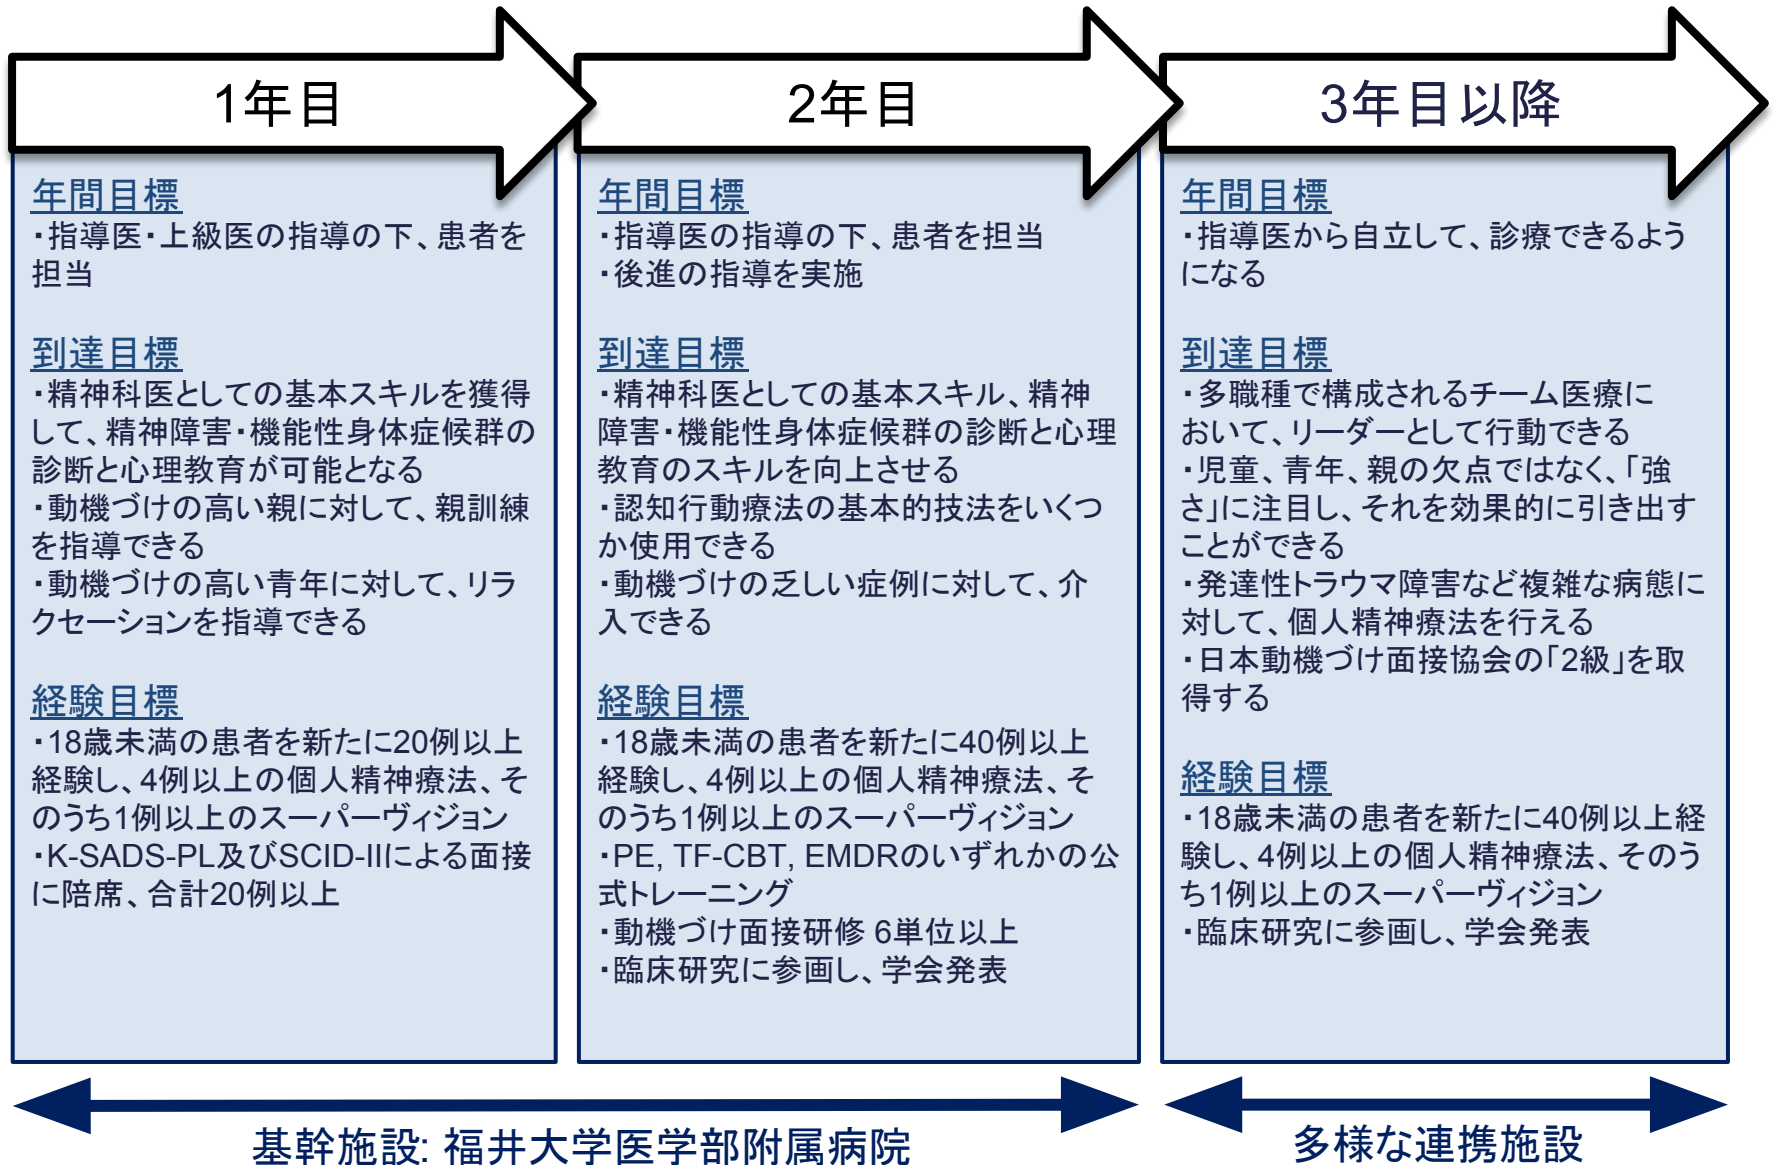 1年目
年間目標
・指導医・上級医の指導の下、患者を
担当
到達目標
・精神科医としての基本スキルを獲得
して、精神障害・機能性身体症候群の
診断と心理教育が可能となる
・動機づけの高い親に対して、親訓練
を指導できる
・動機づけの高い青年に対して、リラ
クセーションを指導できる
経験目標
・18歳未満の患者を新たに20例以上
経験し、4例以上の個人精神療法、そ
のうち1例以上のスーパーヴィジョン
・K-SADS-PL及びSCID-IIによる面接
に陪席、合計20例以上
2年目
年間目標
・指導医の指導の下、患者を担当
・後進の指導を実施
到達目標
・精神科医としての基本スキル、精神
障害・機能性身体症候群の診断と心理
教育のスキルを向上させる
・認知行動療法の基本的技法をいくつ
か使用できる
・動機づけの乏しい症例に対して、介
入できる
経験目標
・18歳未満の患者を新たに40例以上
経験し、4例以上の個人精神療法、そ
のうち1例以上のスーパーヴィジョン
・PE, TF-CBT, EMDRのいずれかの公
式トレーニング
・動機づけ面接研修 6単位以上
・臨床研究に参画し、学会発表
3年目以降
年間目標
・指導医から自立して、診療できるよう
になる
到達目標
・多職種で構成されるチーム医療に
おいて、リーダーとして行動できる
・児童、青年、親の欠点ではなく、「強
さ」に注目し、それを効果的に引き出す
ことができる
・発達性トラウマ障害など複雑な病態に
対して、個人精神療法を行える
・日本動機づけ面接協会の「2級」を取
得する
経験目標
・18歳未満の患者を新たに40例以上経
験し、4例以上の個人精神療法、そのう
ち1例以上のスーパーヴィジョン
・臨床研究に参画し、学会発表
基幹施設: 福井大学医学部附属病院
多様な連携施設